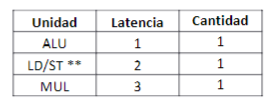 Unidad Latencia Cantidad
ALU 1 1
LD/ST ** 2 1
MUL 3 1